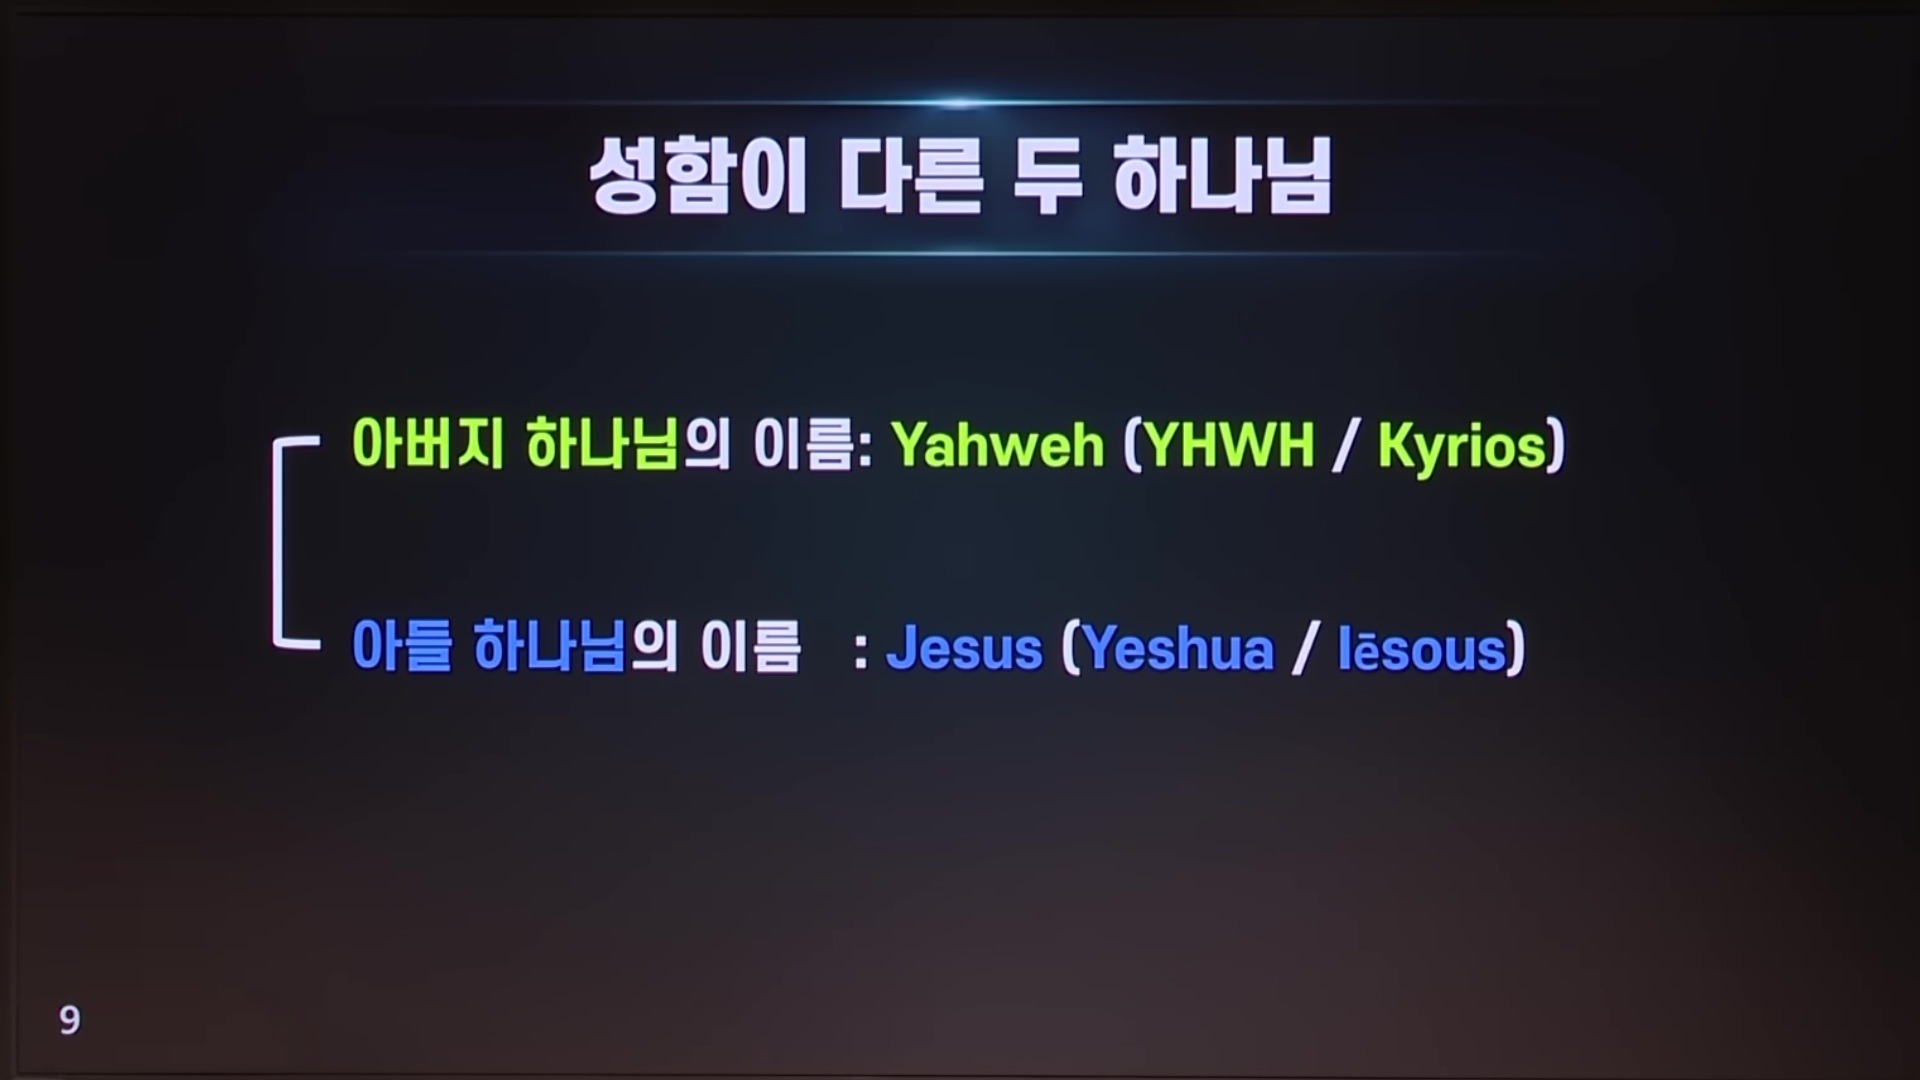 성함이 다른 두 하나님
아버지 하나님의 이름: Yahweh (YHWH / Kyrios)
아들 하나님의 이름 : Jesus (Yeshua / Iēsous)
9